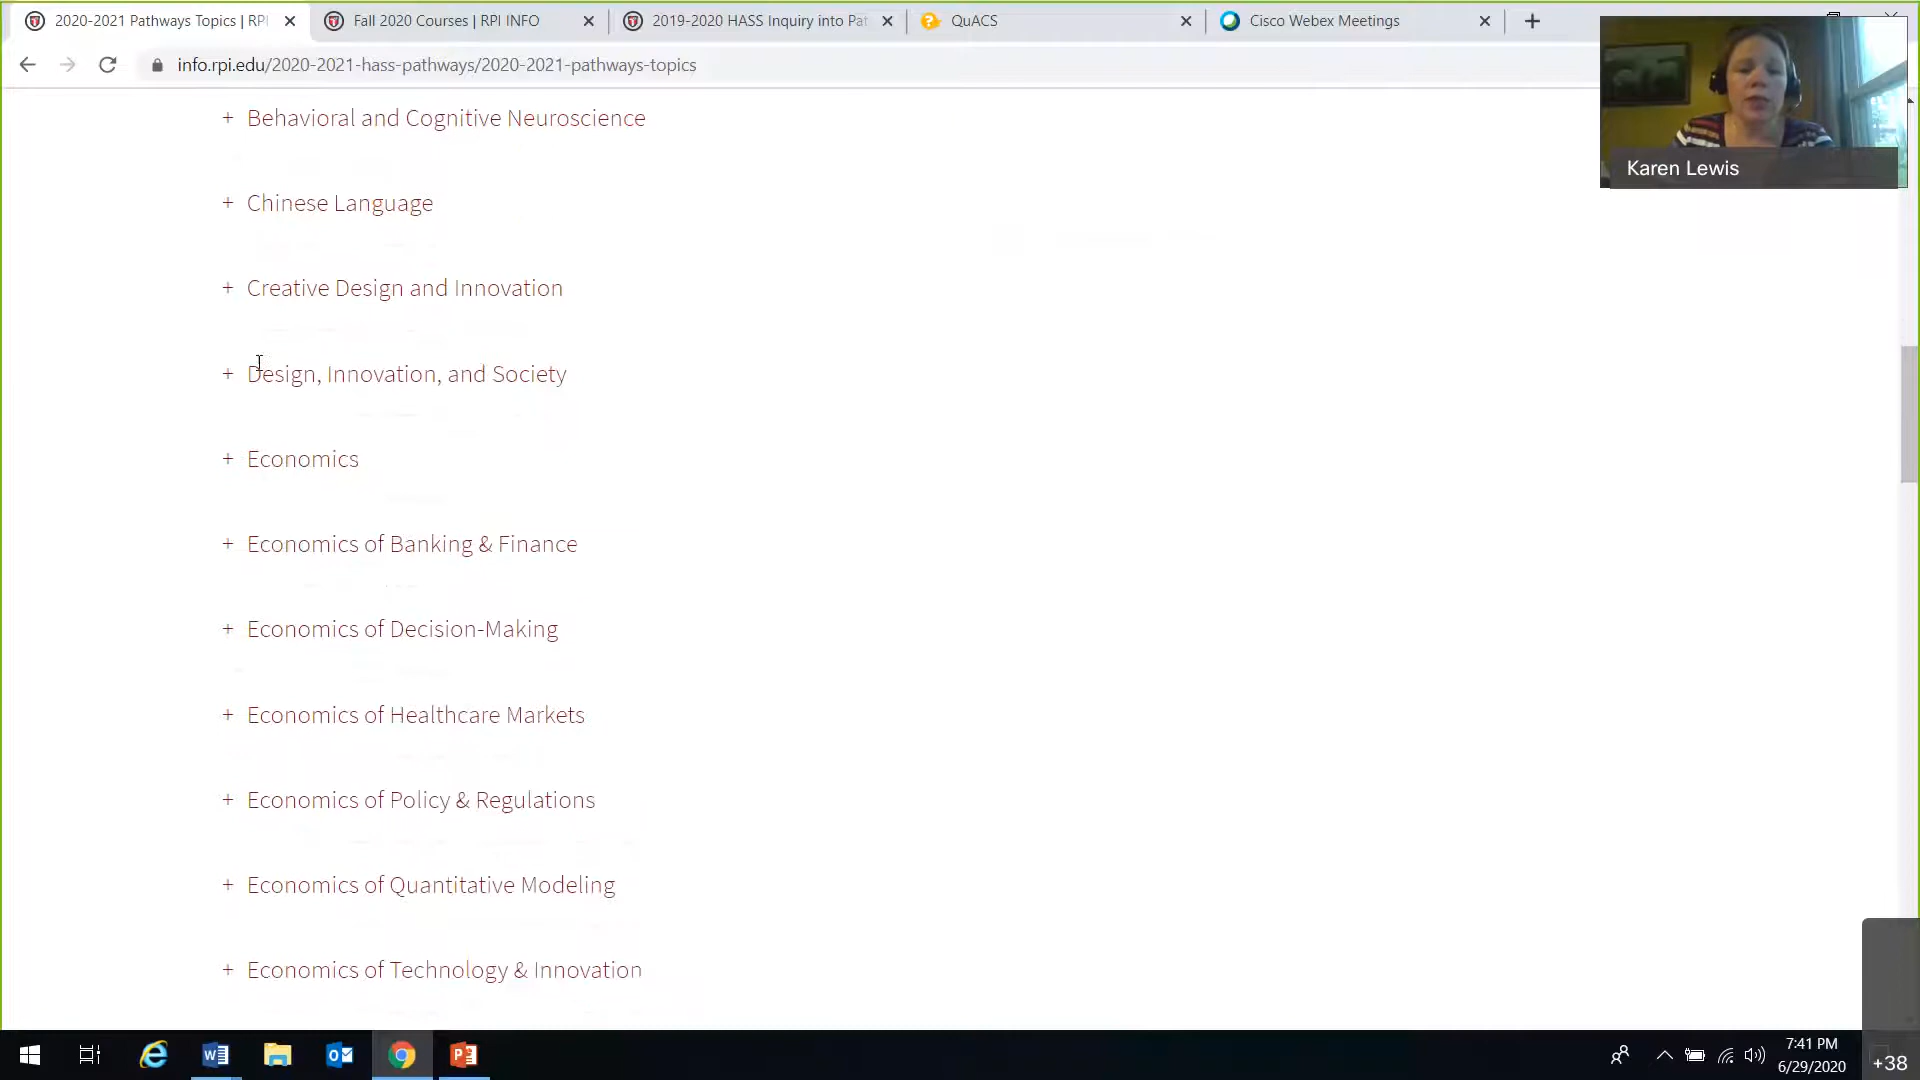 2020-2021 Pathways Topics | RPI
Fall 2020 Courses | RPI INFO
2019-2020 HASS Inquiry into Pat
QuACS
Cisco Webex Meetings
info.rpi.edu/2020-2021-hass-pathways/2020-2021-pathways-topics
Karen Lewis
+ Behavioral and Cognitive Neuroscience
+ Chinese Language
+ Creative Design and Innovation
+ Design, Innovation, and Society
+ Economics
+ Economics of Banking & Finance
+ Economics of Decision-Making
+ Economics of Healthcare Markets
+ Economics of Policy & Regulations
+ Economics of Quantitative Modeling
+ Economics of Technology & Innovation
7:41 PM
6/29/2020
+38